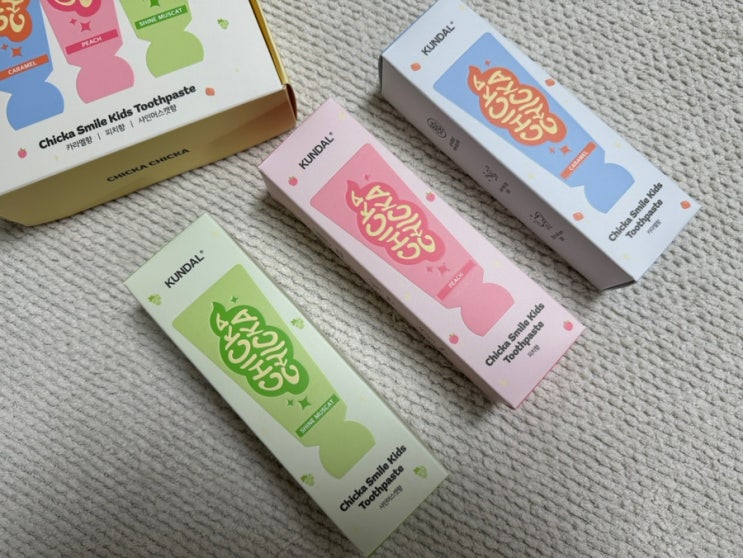 CARAMEL
PEACH
SHINE MUSCAT
Chicka Smile Kids Toothpaste
카라멜향 | 피치향 | 샤인머스캣향
CHICKA CHICKA
KUNDAL®
CHICKA
CHICKA
CARAMEL
Chicka Smile Kids
Toothpaste
카라멜향
KUNDAL®
CHICKA
CHICKA
PEACH
Chicka Smile Kids
Toothpaste
피치향
KUNDAL®
CHICKA
CHICKA
SHINE MUSCAT
Chicka Smile Kids
Toothpaste
샤인머스캣향